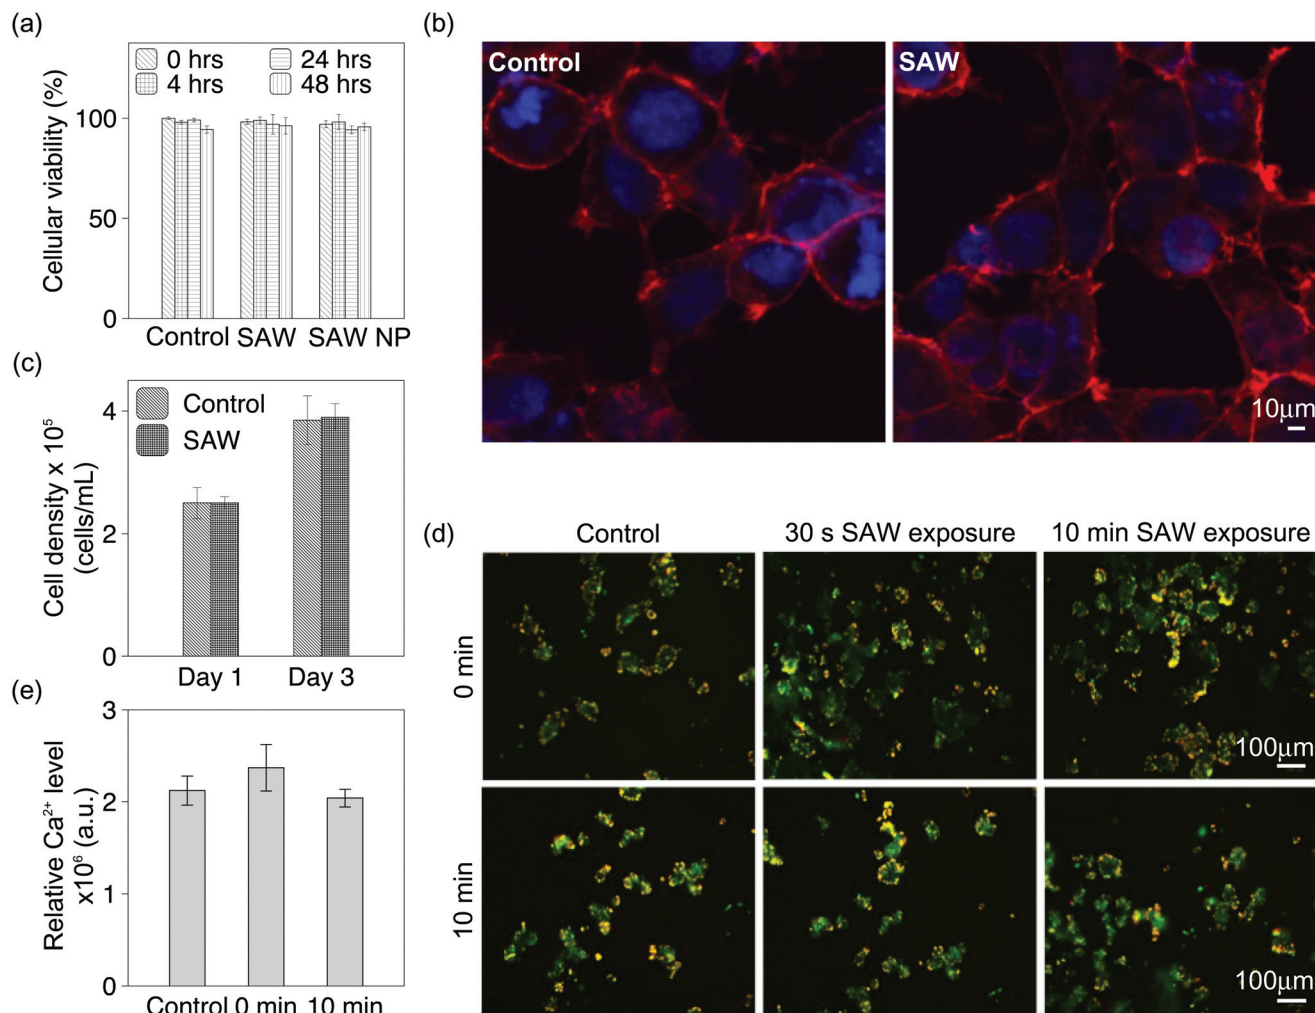 (a)
0 hrs
24 hrs
4 hrs
48 hrs
Cellular viability (%)
100
50
0
Control SAW SAW NP
(b)
Control
SAW
10μm
(c)
Control
SAW
Cell density x 10⁵
(cells/mL)
4
2
0
Day 1 Day 3
(d)
Control
30 s SAW exposure
10 min SAW exposure
0 min
100μm
10 min
100μm
(e)
Relative Ca²⁺ level
x10⁶ (a.u.)
3
2
1
0
Control 0 min 10 min